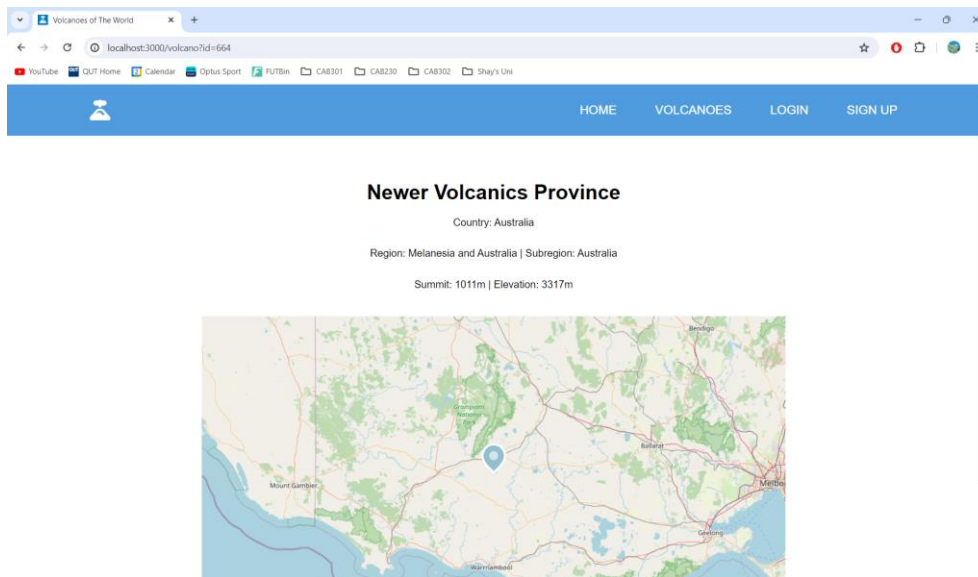 Volcanoes of The World
localhost:3000/volcano?id=664
YouTube QUT Home Calendar Optus Sport FUTBin CAB301 CAB230 CAB302 Shay's Uni
HOME VOLCANOES LOGIN SIGN UP
Newer Volcanics Province
Country: Australia
Region: Melanesia and Australia | Subregion: Australia
Summit: 1011m | Elevation: 3317m
Bendigo
Grampians
National
Park
Ballarat
Mount Gambier
Melbo
Geelong
Warrnambool